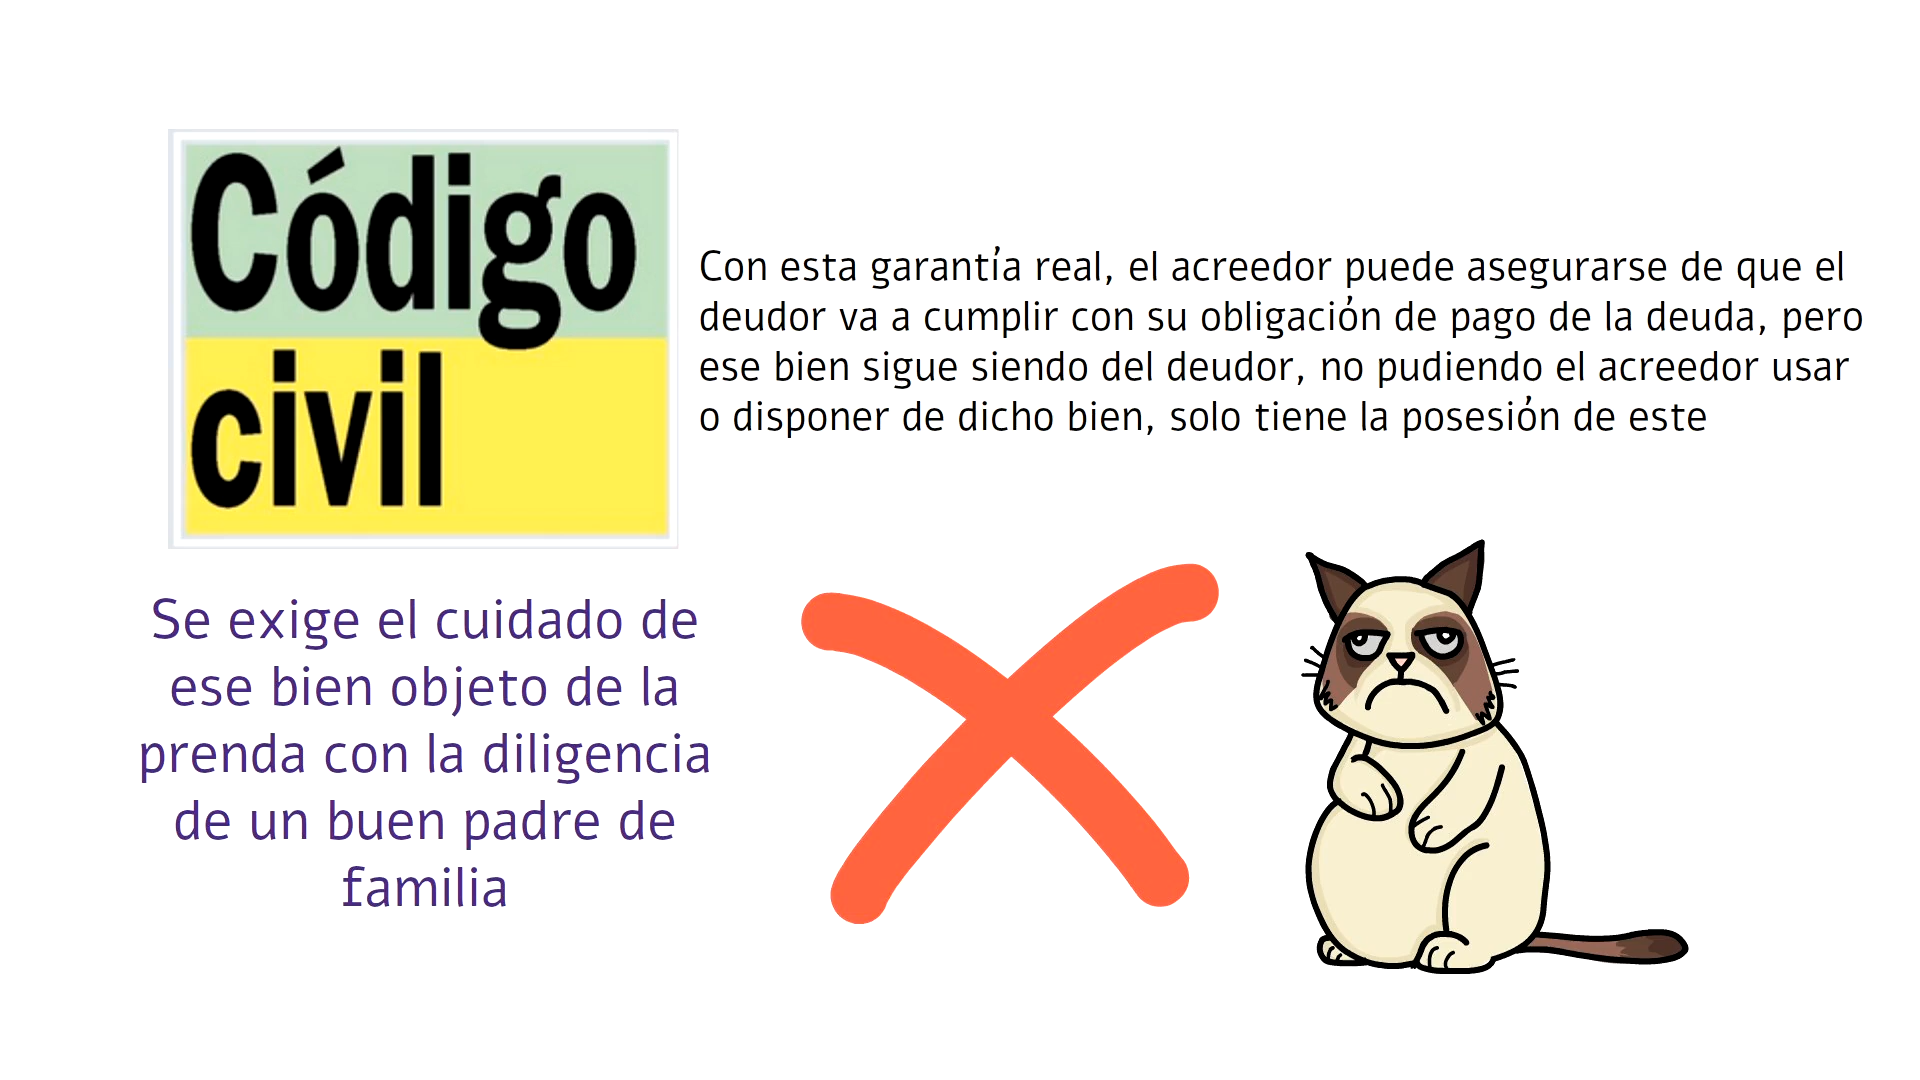 Código
civil
Con esta garantía real, el acreedor puede asegurarse de que el
deudor va a cumplir con su obligación de pago de la deuda, pero
ese bien sigue siendo del deudor, no pudiendo el acreedor usar
o disponer de dicho bien, solo tiene la posesión de este
Se exige el cuidado de
ese bien objeto de la
prenda con la diligencia
de un buen padre de
familia